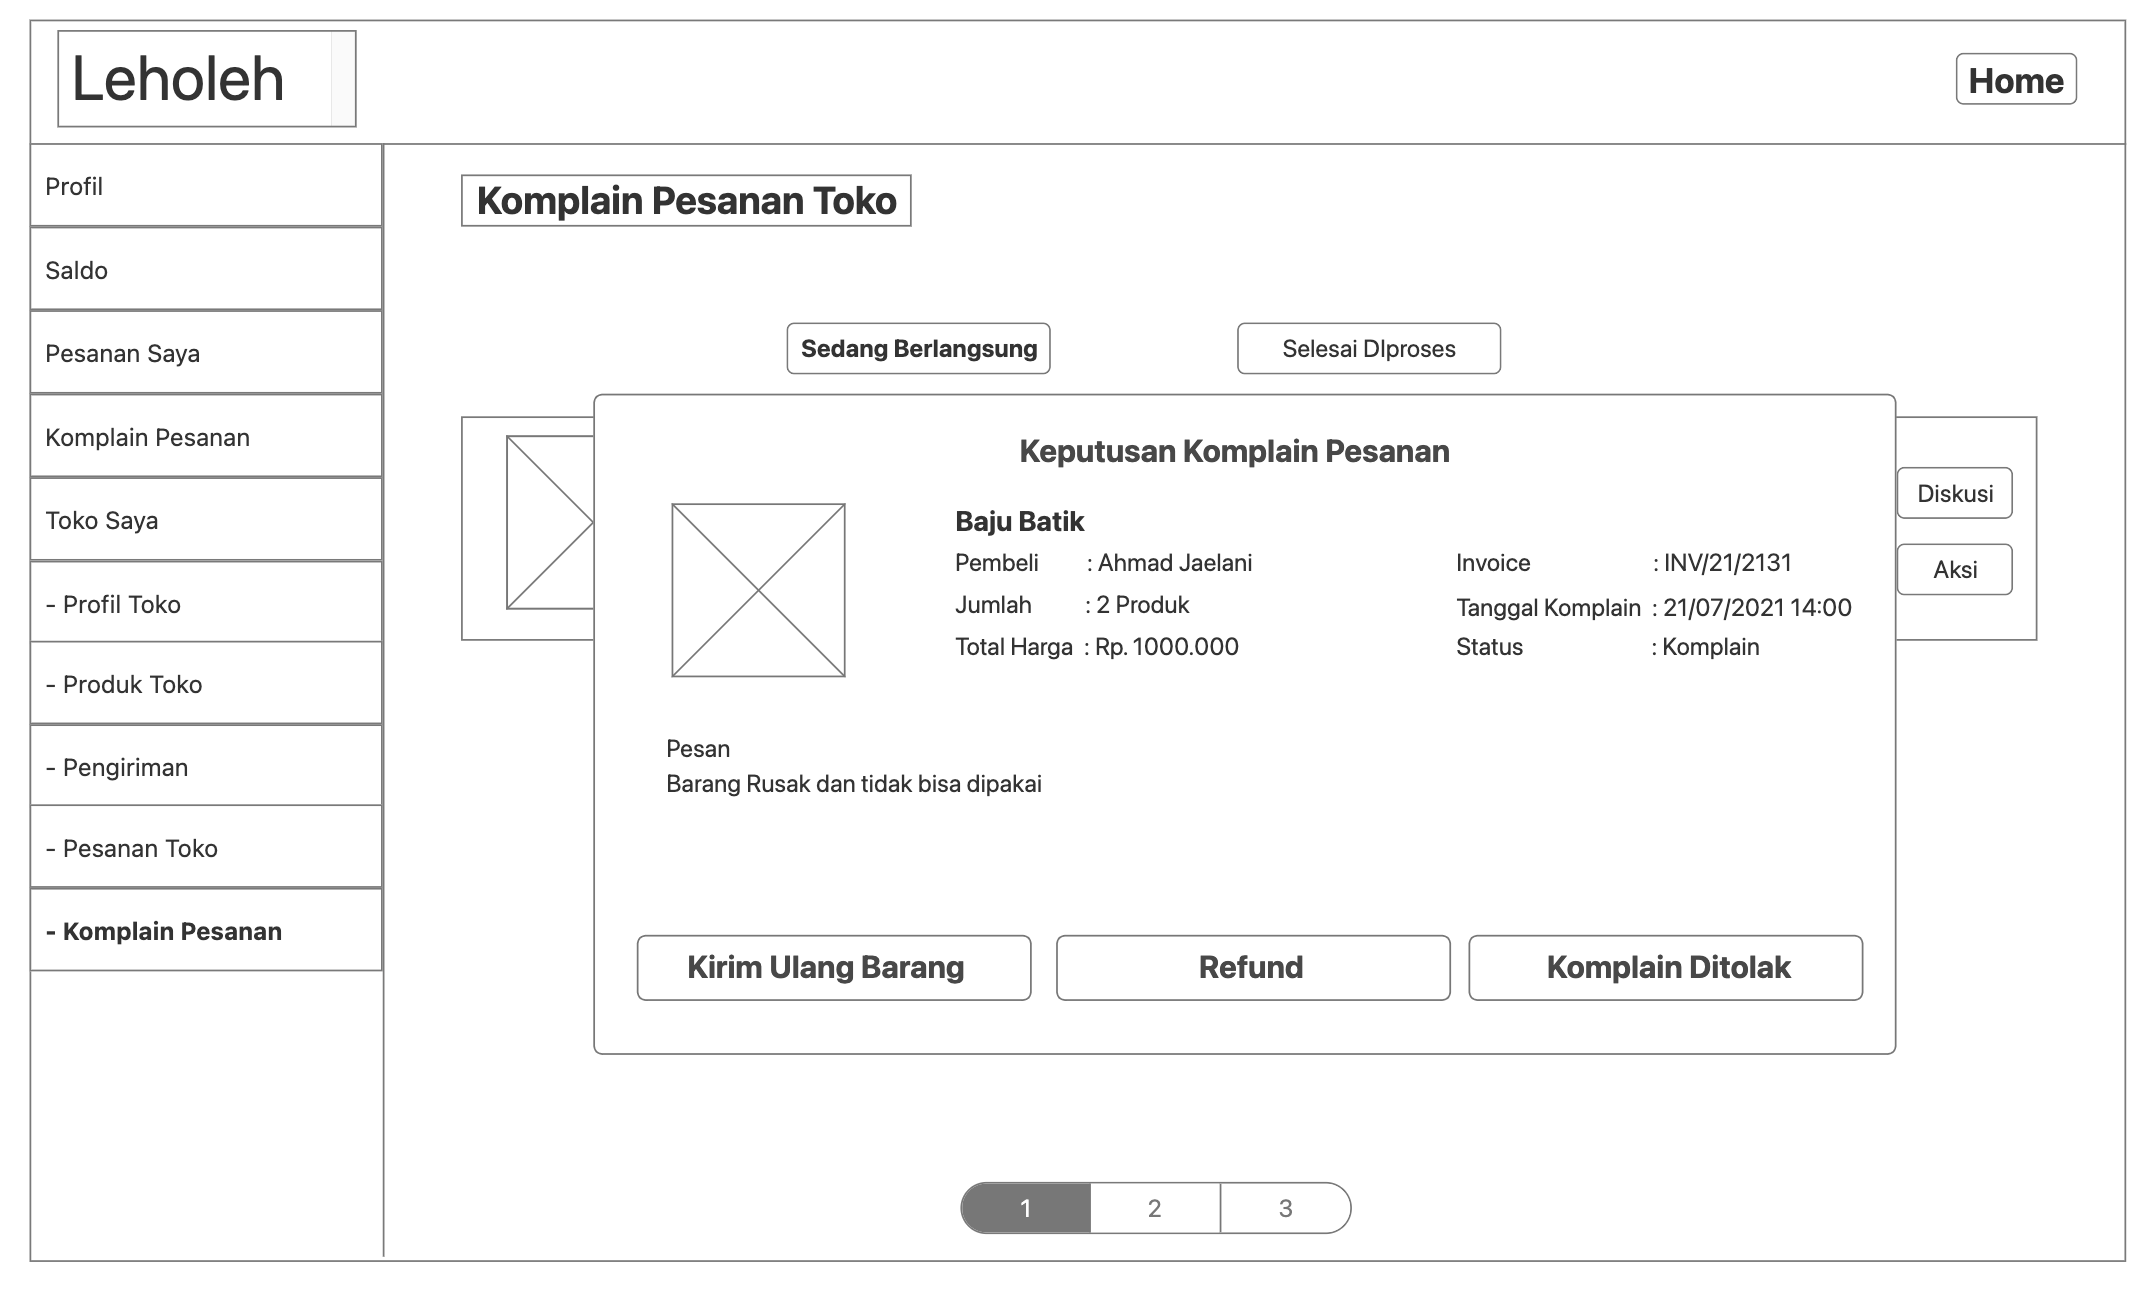 Leholeh
Home
Profil
Saldo
Pesanan Saya
Komplain Pesanan
Toko Saya
- Profil Toko
- Produk Toko
- Pengiriman
- Pesanan Toko
- Komplain Pesanan
Komplain Pesanan Toko
Sedang Berlangsung
Selesai DIproses
Diskusi
Aksi
Keputusan Komplain Pesanan
Baju Batik
Pembeli : Ahmad Jaelani
Jumlah : 2 Produk
Total Harga : Rp. 1000.000
Invoice : INV/21/2131
Tanggal Komplain : 21/07/2021 14:00
Status : Komplain
Pesan
Barang Rusak dan tidak bisa dipakai
Kirim Ulang Barang
Refund
Komplain Ditolak
1 2 3